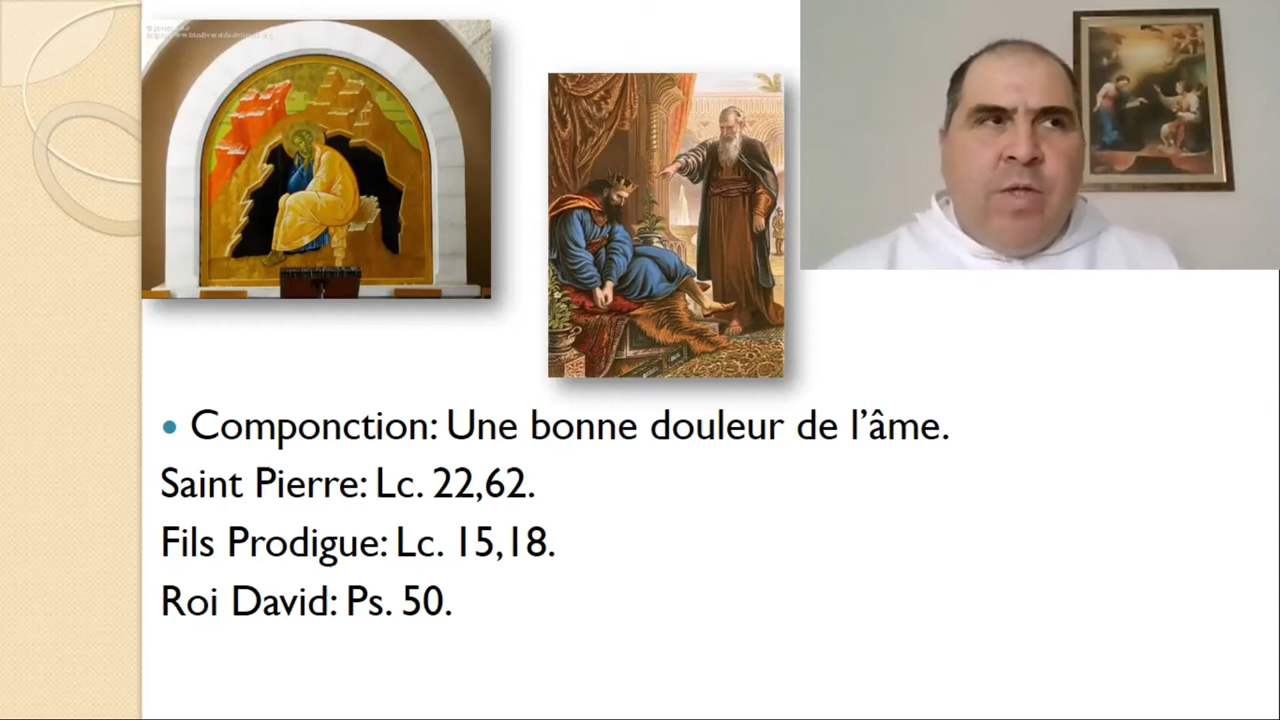 Componction: Une bonne douleur de l’âme.
Saint Pierre: Lc. 22,62.
Fils Prodigue: Lc. 15,18.
Roi David: Ps. 50.